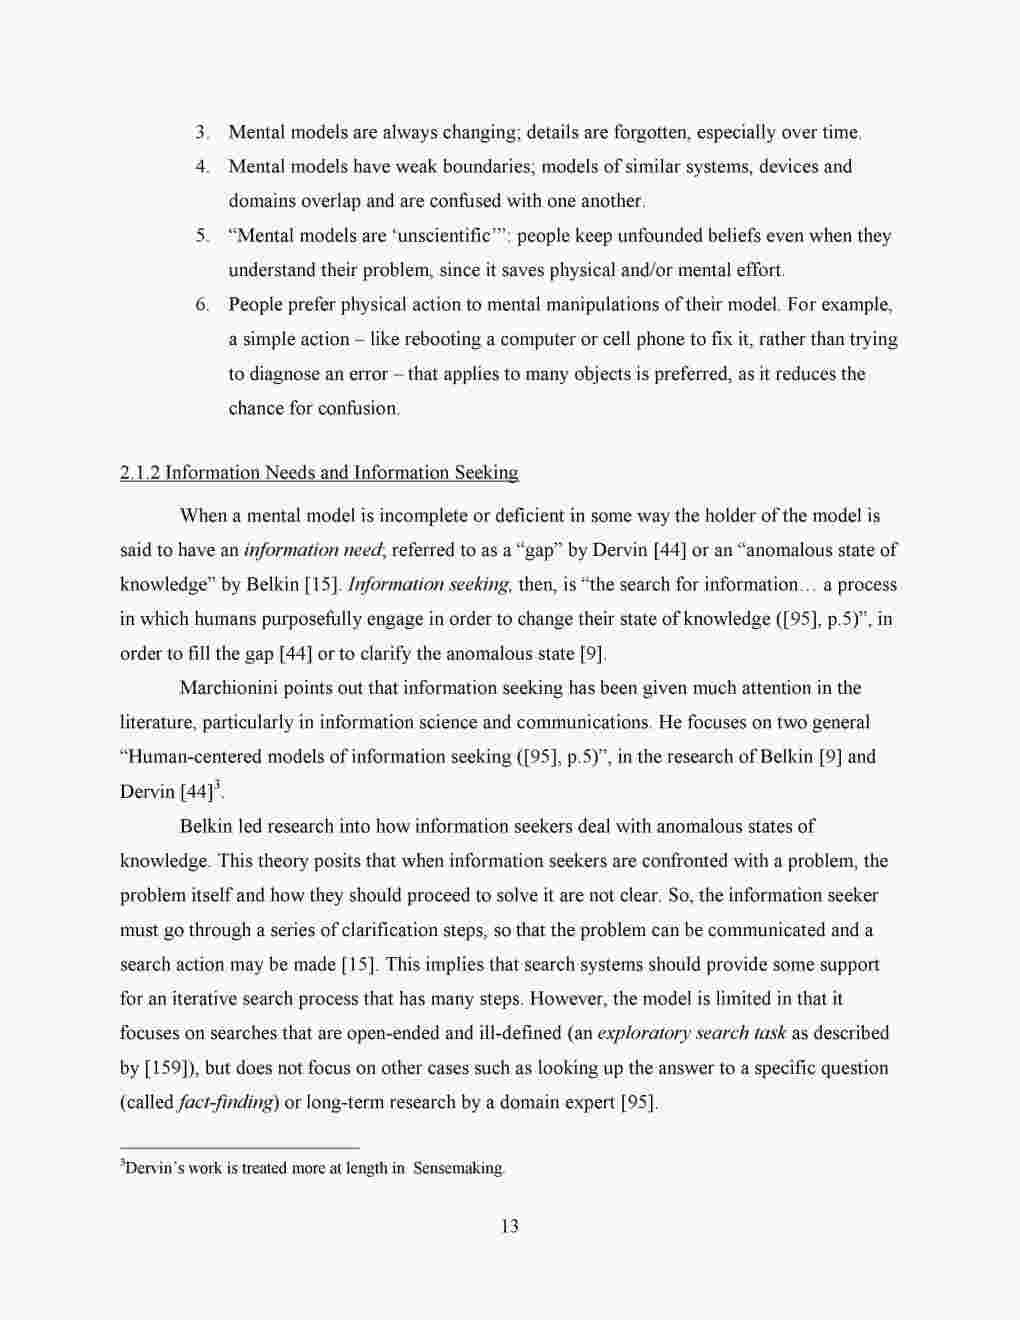 3. Mental models are always changing; details are forgotten, especially over time.
4. Mental models have weak boundaries; models of similar systems, devices and
domains overlap and are confused with one another.
5. “Mental models are ‘unscientific’”: people keep unfounded beliefs even when they
understand their problem, since it saves physical and/or mental effort.
6. People prefer physical action to mental manipulations of their model. For example,
a simple action – like rebooting a computer or cell phone to fix it, rather than trying
to diagnose an error – that applies to many objects is preferred, as it reduces the
chance for confusion.
2.1.2 Information Needs and Information Seeking
When a mental model is incomplete or deficient in some way the holder of the model is
said to have an information need; referred to as a “gap” by Dervin [44] or an “anomalous state of
knowledge” by Belkin [15]. Information seeking, then, is “the search for information… a process
in which humans purposefully engage in order to change their state of knowledge ([95], p.5)”, in
order to fill the gap [44] or to clarify the anomalous state [9].
Marchionini points out that information seeking has been given much attention in the
literature, particularly in information science and communications. He focuses on two general
“Human-centered models of information seeking ([95], p.5)”, in the research of Belkin [9] and
Dervin [44]3.
Belkin led research into how information seekers deal with anomalous states of
knowledge. This theory posits that when information seekers are confronted with a problem, the
problem itself and how they should proceed to solve it are not clear. So, the information seeker
must go through a series of clarification steps, so that the problem can be communicated and a
search action may be made [15]. This implies that search systems should provide some support
for an iterative search process that has many steps. However, the model is limited in that it
focuses on searches that are open-ended and ill-defined (an exploratory search task as described
by [159]), but does not focus on other cases such as looking up the answer to a specific question
(called fact-finding) or long-term research by a domain expert [95].
3Dervin’s work is treated more at length in  Sensemaking.
13